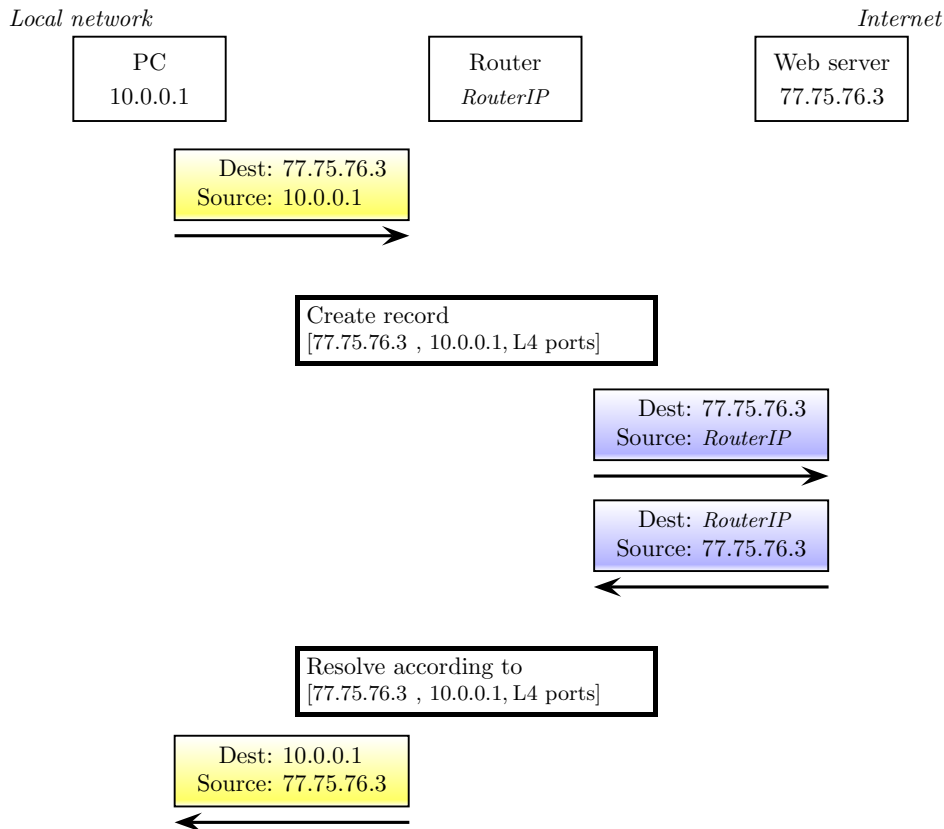 Local network
Internet
PC
10.0.0.1
Router
RouterIP
Web server
77.75.76.3
Dest: 77.75.76.3
Source: 10.0.0.1
Create record
[77.75.76.3 , 10.0.0.1, L4 ports]
Dest: 77.75.76.3
Source: RouterIP
Dest: RouterIP
Source: 77.75.76.3
Resolve according to
[77.75.76.3 , 10.0.0.1, L4 ports]
Dest: 10.0.0.1
Source: 77.75.76.3